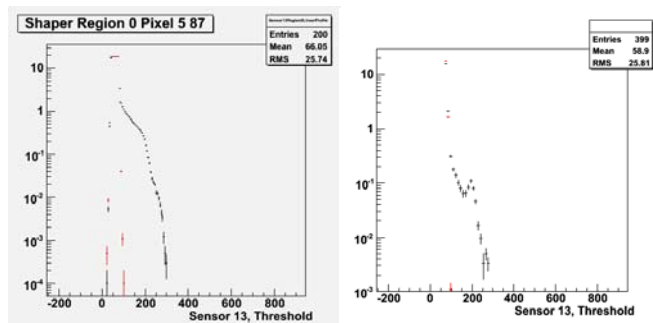 Shaper Region 0 Pixel 5 87
Entries 200
Mean 66.05
RMS 25.74
10
1
10-1
10-2
10-3
10-4
-200 0 200 400 600 800
Sensor 13, Threshold
Entries 399
Mean 58.9
RMS 25.81
10
1
10-1
10-2
10-3
-200 0 200 400 600 800
Sensor 13, Threshold